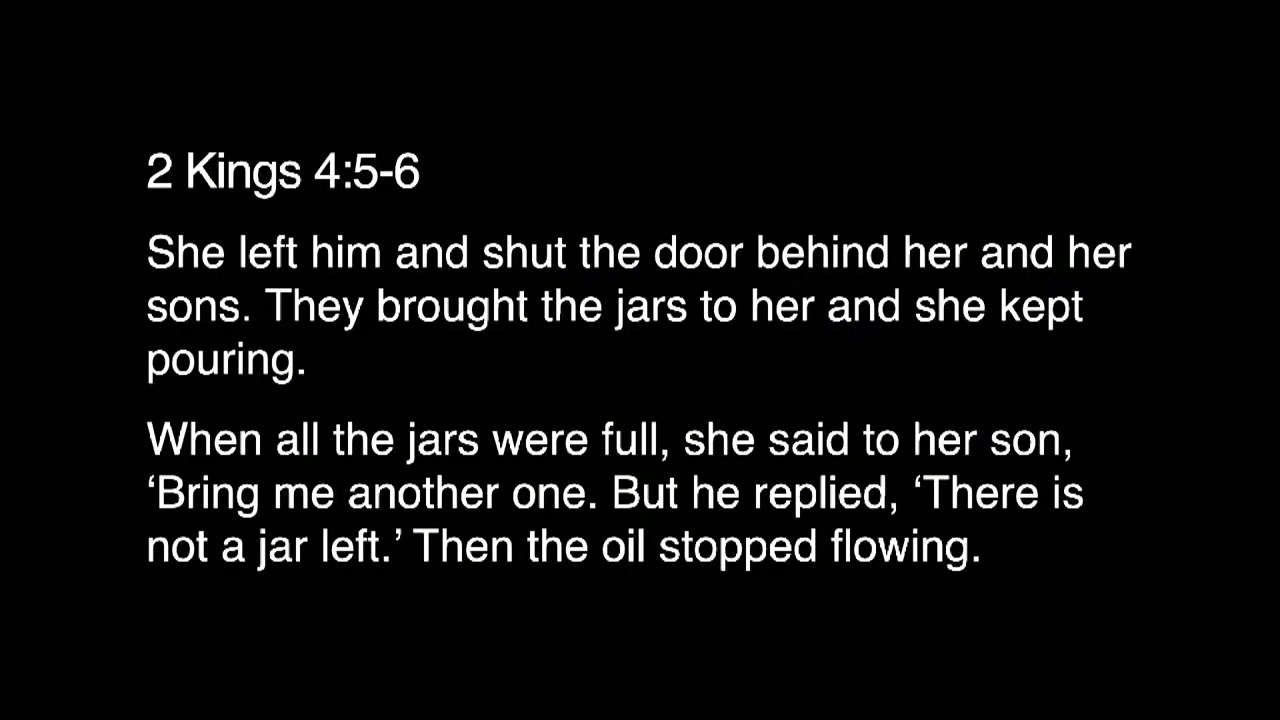 2 Kings 4:5-6
She left him and shut the door behind her and her
sons. They brought the jars to her and she kept
pouring.
When all the jars were full, she said to her son,
‘Bring me another one. But he replied, ‘There is
not a jar left.’ Then the oil stopped flowing.